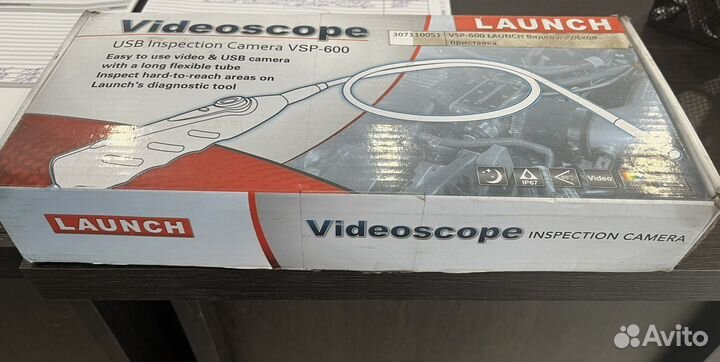 Videoscope
LAUNCH
USB Inspection Camera VSP-600
307110051 VSP-600 LAUNCH
приставка
Easy to use video & USB camera
with a long flexible tube
Inspect hard-to-reach areas on
Launch's diagnostic tool
IP67
Video
LAUNCH
Videoscope INSPECTION CAMERA
Avito